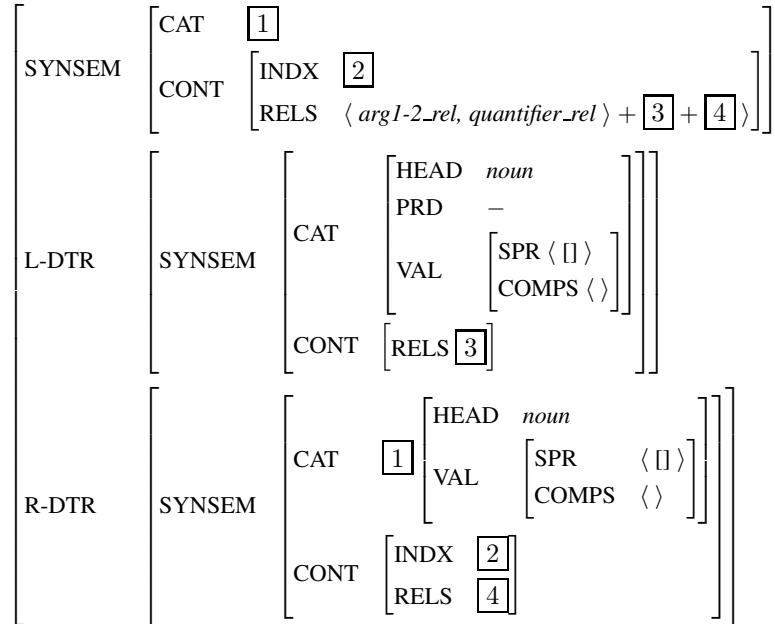 CAT 1
SYNSEM
INDX 2
CONT
RELS ⟨ arg1-2_rel, quantifier_rel ⟩ + 3 + 4 ⟩
HEAD noun
PRD −
CAT
SPR ⟨ [] ⟩
VAL
COMPS ⟨ ⟩
L-DTR SYNSEM
CONT [RELS 3]
HEAD noun
CAT 1
SPR ⟨ [] ⟩
VAL
COMPS ⟨ ⟩
R-DTR SYNSEM
INDX 2
CONT
RELS 4